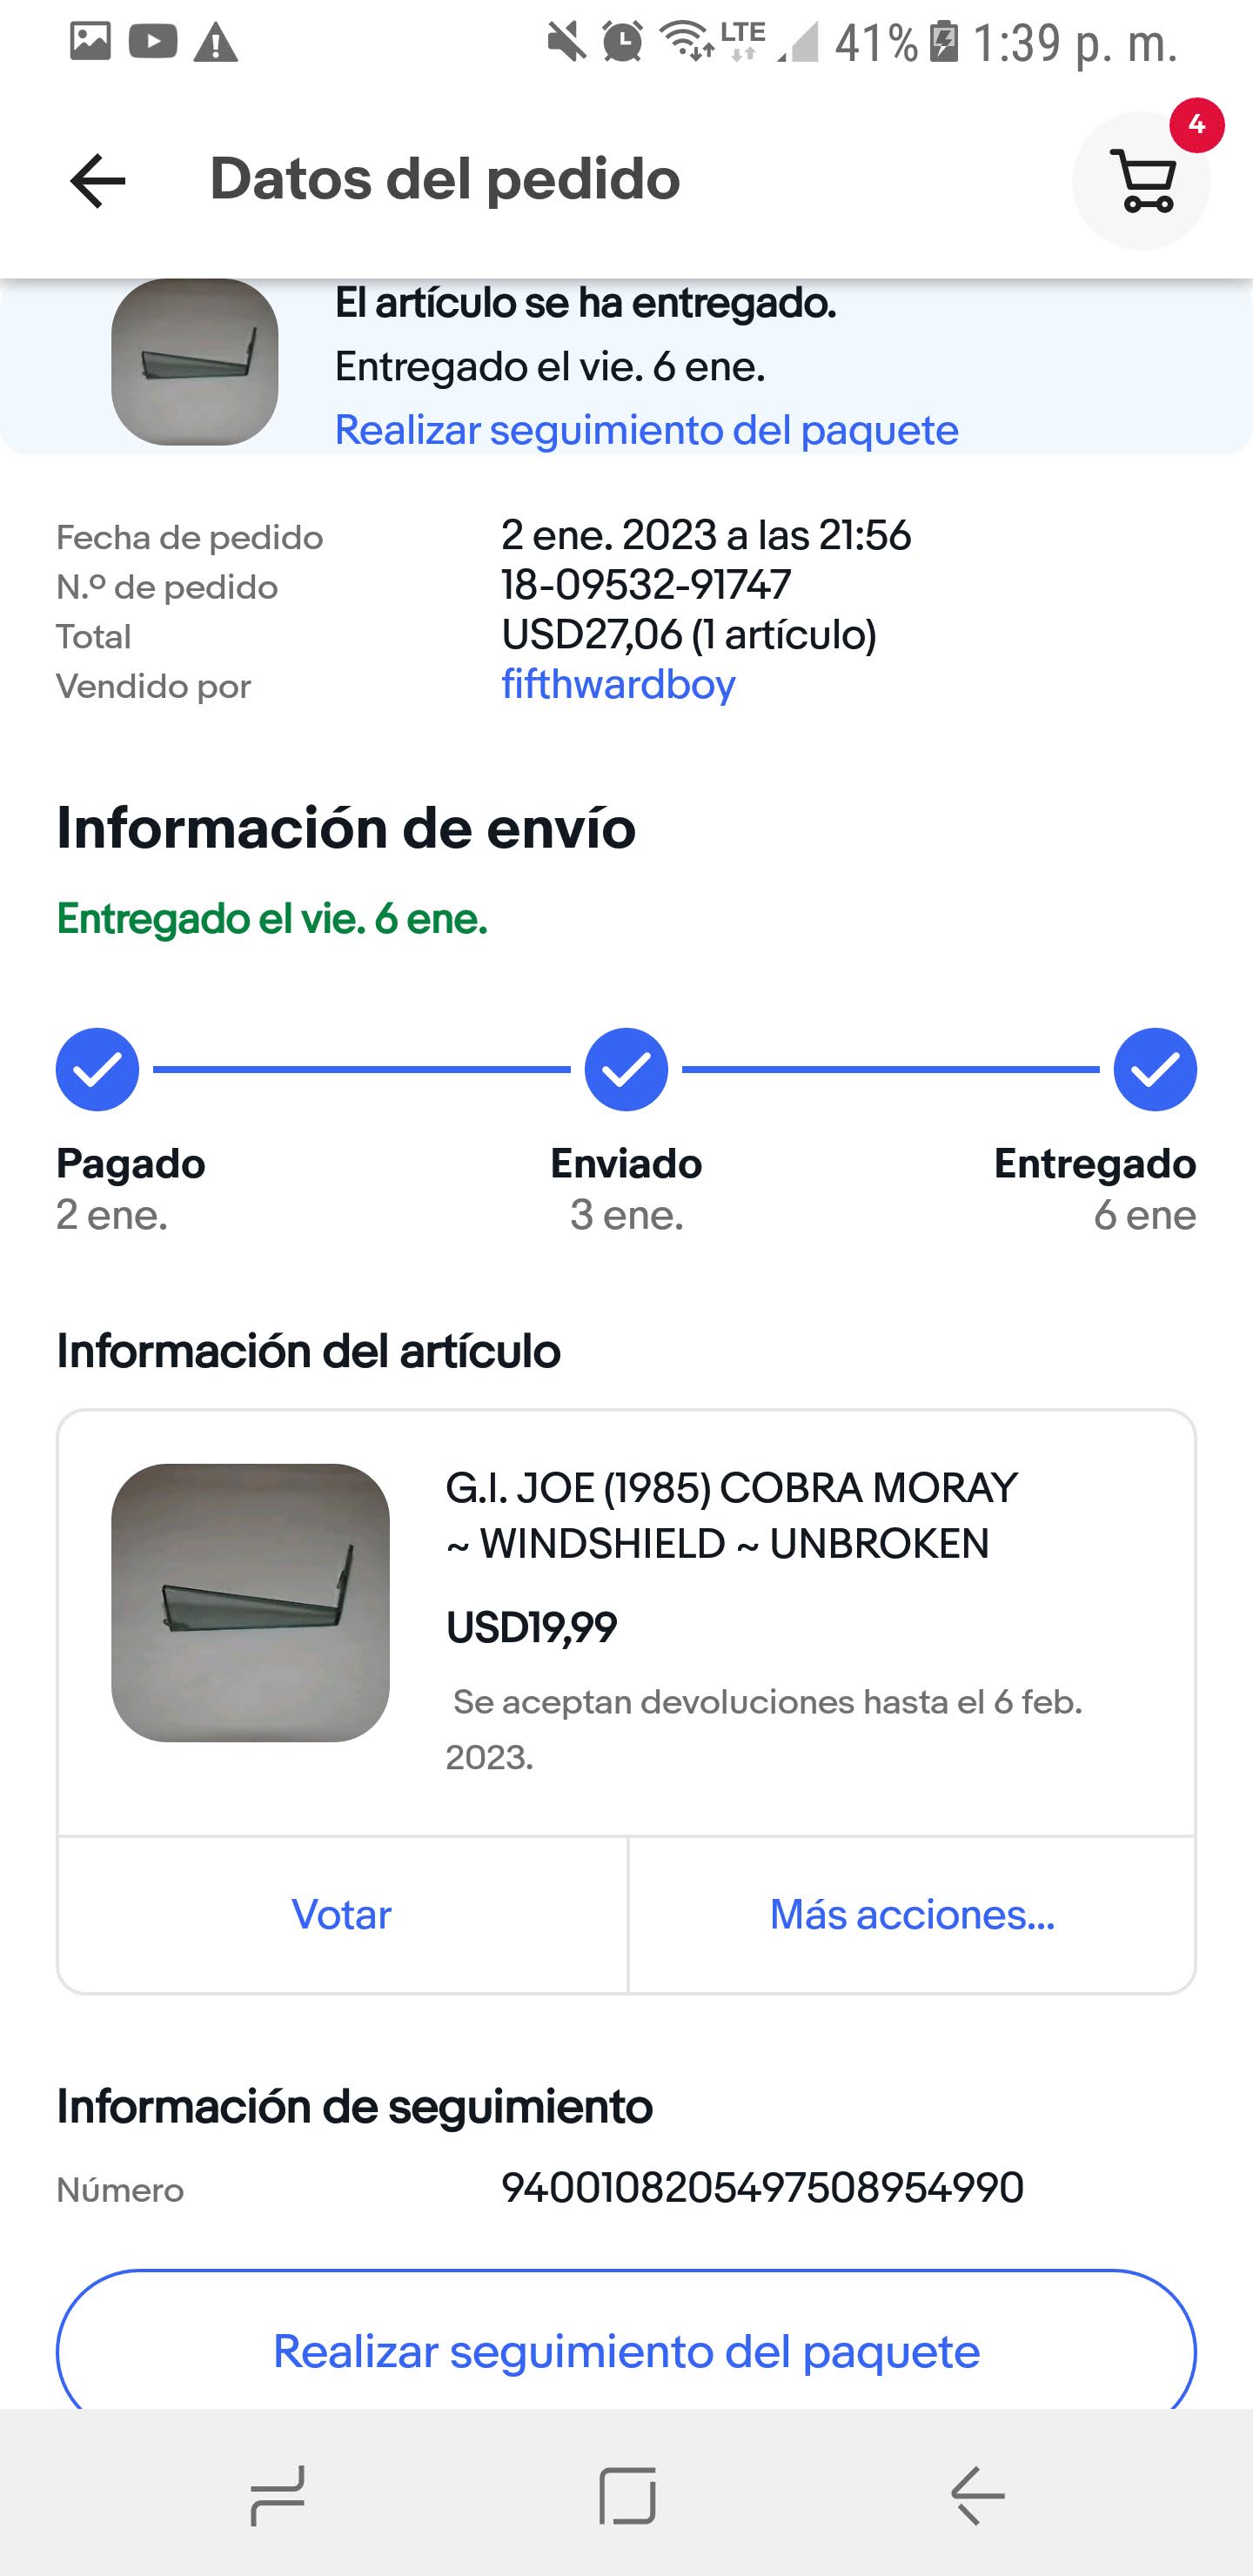 LTE 41% 1:39 p. m.
4
Datos del pedido
El artículo se ha entregado.
Entregado el vie. 6 ene.
Realizar seguimiento del paquete
Fecha de pedido 2 ene. 2023 a las 21:56
N.º de pedido 18-09532-91747
Total USD27,06 (1 artículo)
Vendido por fifthwardboy
Información de envío
Entregado el vie. 6 ene.
Pagado Enviado Entregado
2 ene. 3 ene. 6 ene
Información del artículo
G.I. JOE (1985) COBRA MORAY
~ WINDSHIELD ~ UNBROKEN
USD19,99
Se aceptan devoluciones hasta el 6 feb.
2023.
Votar Más acciones...
Información de seguimiento
Número 9400108205497508954990
Realizar seguimiento del paquete